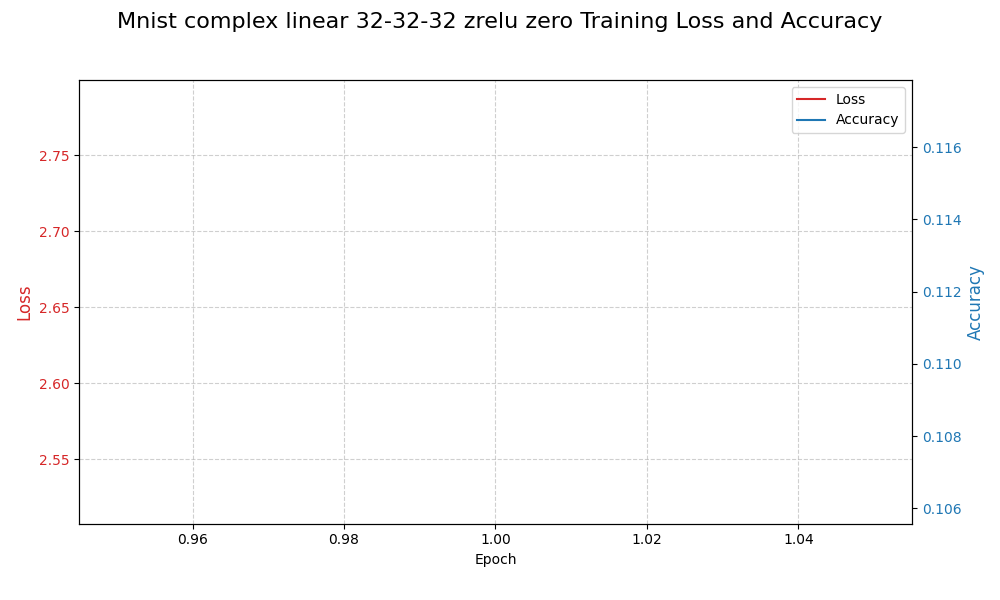 Mnist complex linear 32-32-32 zrelu zero Training Loss and Accuracy
Loss
Accuracy
2.75
2.70
2.65
2.60
2.55
Loss
0.116
0.114
0.112
0.110
0.108
0.106
Accuracy
0.96 0.98 1.00 1.02 1.04
Epoch